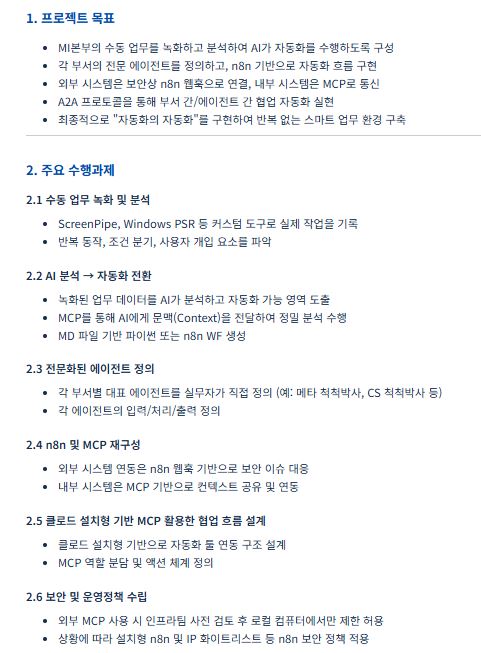 1. 프로젝트 목표
• MI본부의 수동 업무를 녹화하고 분석하여 AI가 자동화를 수행하도록 구성
• 각 부서의 전문 에이전트를 정의하고, n8n 기반으로 자동화 흐름 구현
• 외부 시스템은 보안상 n8n 웹훅으로 연결, 내부 시스템은 MCP로 통신
• A2A 프로토콜을 통해 부서 간/에이전트 간 협업 자동화 실현
• 최종적으로 "자동화의 자동화"를 구현하여 반복 없는 스마트 업무 환경 구축
2. 주요 수행과제
2.1 수동 업무 녹화 및 분석
• ScreenPipe, Windows PSR 등 커스텀 도구로 실제 작업을 기록
• 반복 동작, 조건 분기, 사용자 개입 요소를 파악
2.2 AI 분석 → 자동화 전환
• 녹화된 업무 데이터를 AI가 분석하고 자동화 가능 영역 도출
• MCP를 통해 AI에게 문맥(Context)을 전달하여 정밀 분석 수행
• MD 파일 기반 파이썬 또는 n8n WF 생성
2.3 전문화된 에이전트 정의
• 각 부서별 대표 에이전트를 실무자가 직접 정의 (예: 메타 척척박사, CS 척척박사 등)
• 각 에이전트의 입력/처리/출력 정의
2.4 n8n 및 MCP 재구성
• 외부 시스템 연동은 n8n 웹훅 기반으로 보안 이슈 대응
• 내부 시스템은 MCP 기반으로 컨텍스트 공유 및 연동
2.5 클로드 설치형 기반 MCP 활용한 협업 흐름 설계
• 클로드 설치형 기반으로 자동화 툴 연동 구조 설계
• MCP 역할 분담 및 액션 체계 정의
2.6 보안 및 운영정책 수립
• 외부 MCP 사용 시 인프라팀 사전 검토 후 로컬 컴퓨터에서만 제한 허용
• 상황에 따라 설치형 n8n 및 IP 화이트리스트 등 n8n 보안 정책 적용